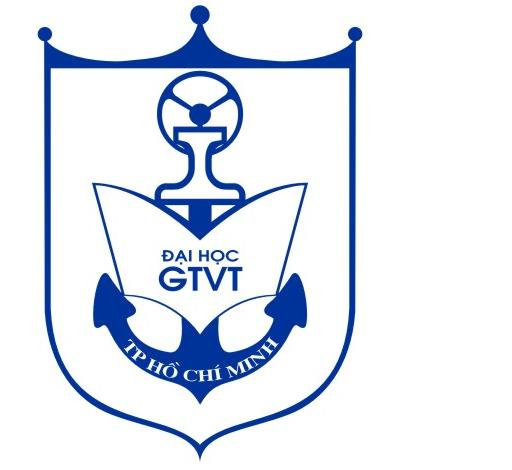 ĐẠI HỌC
GTVT
TP HỒ CHÍ MINH